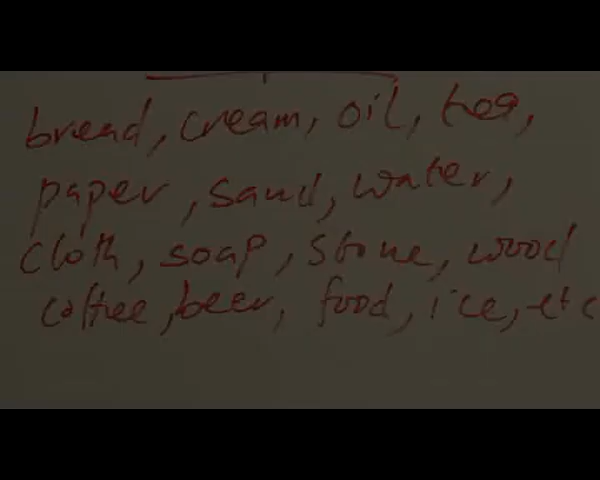 bread, cream, oil, tea,
paper, sand, water,
cloth, soap, stone, wood
coffee, beer, food, ice, etc